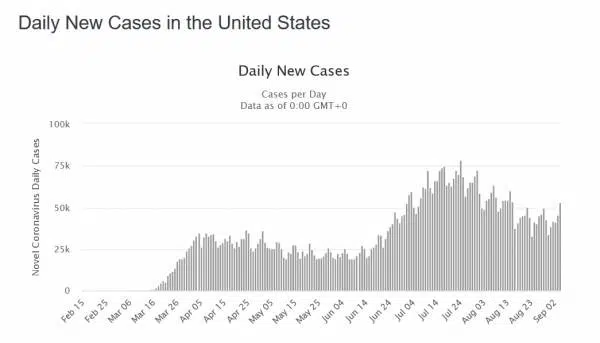 Daily New Cases in the United States
Daily New Cases
Cases per Day
Data as of 0:00 GMT+0
Novel Coronavirus Daily Cases
100k
75k
50k
25k
0
Feb 15
Feb 25
Mar 06
Mar 16
Mar 26
Apr 05
Apr 15
Apr 25
May 05
May 15
May 25
Jun 04
Jun 14
Jun 24
Jul 04
Jul 14
Jul 24
Aug 03
Aug 13
Aug 23
Sep 02